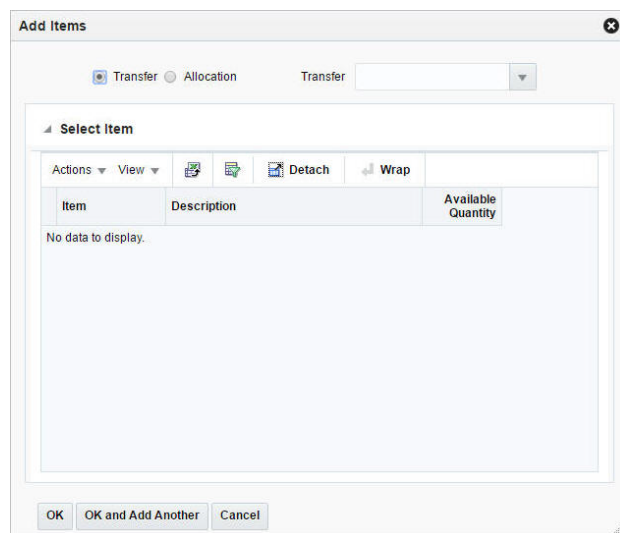 Add Items
Transfer Allocation Transfer
Select Item
Actions View Detach Wrap
Item Description Available Quantity
No data to display.
OK OK and Add Another Cancel